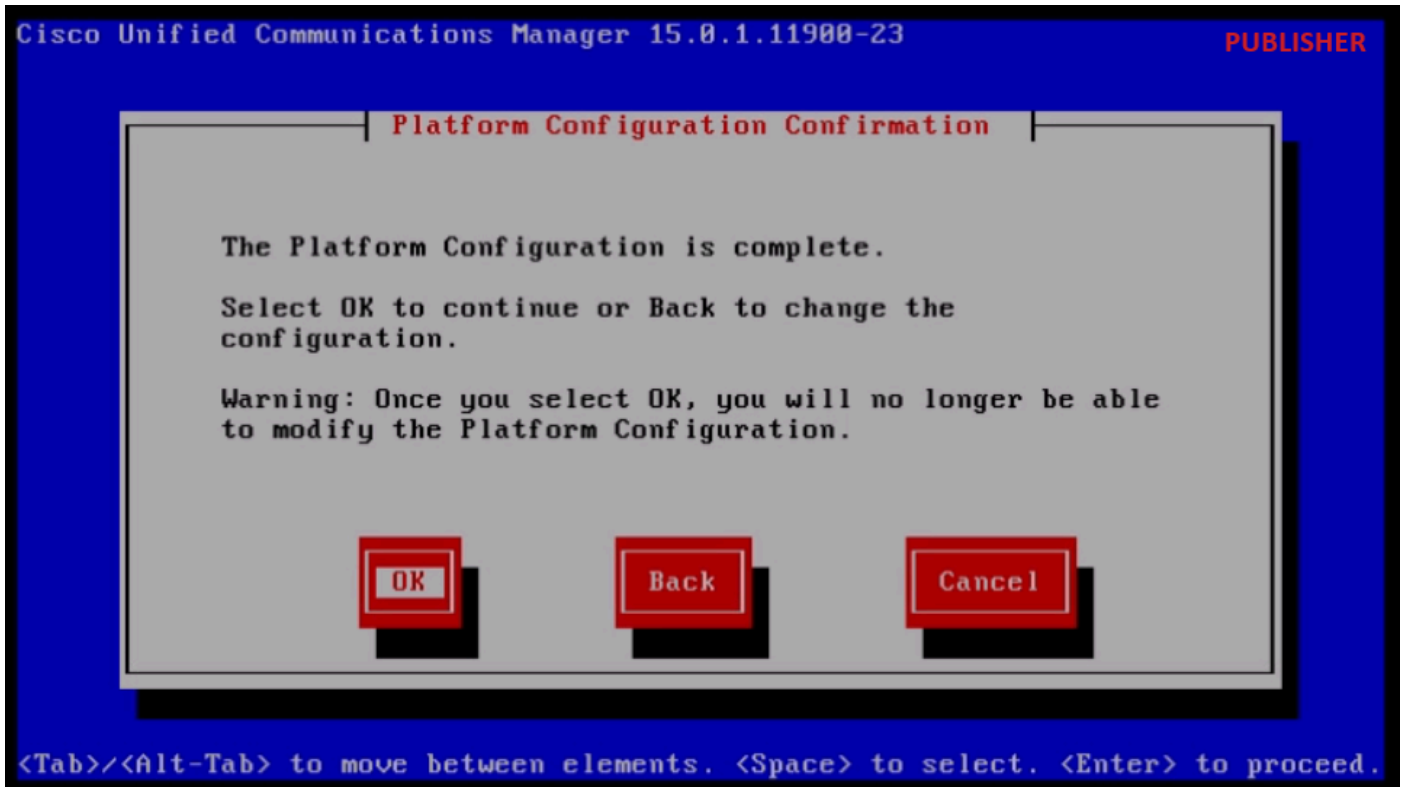 Cisco Unified Communications Manager 15.0.1.11900-23
PUBLISHER
Platform Configuration Confirmation
The Platform Configuration is complete.
Select OK to continue or Back to change the
configuration.
Warning: Once you select OK, you will no longer be able
to modify the Platform Configuration.
OK
Back
Cancel
<Tab>/<Alt-Tab> to move between elements. <Space> to select. <Enter> to proceed.